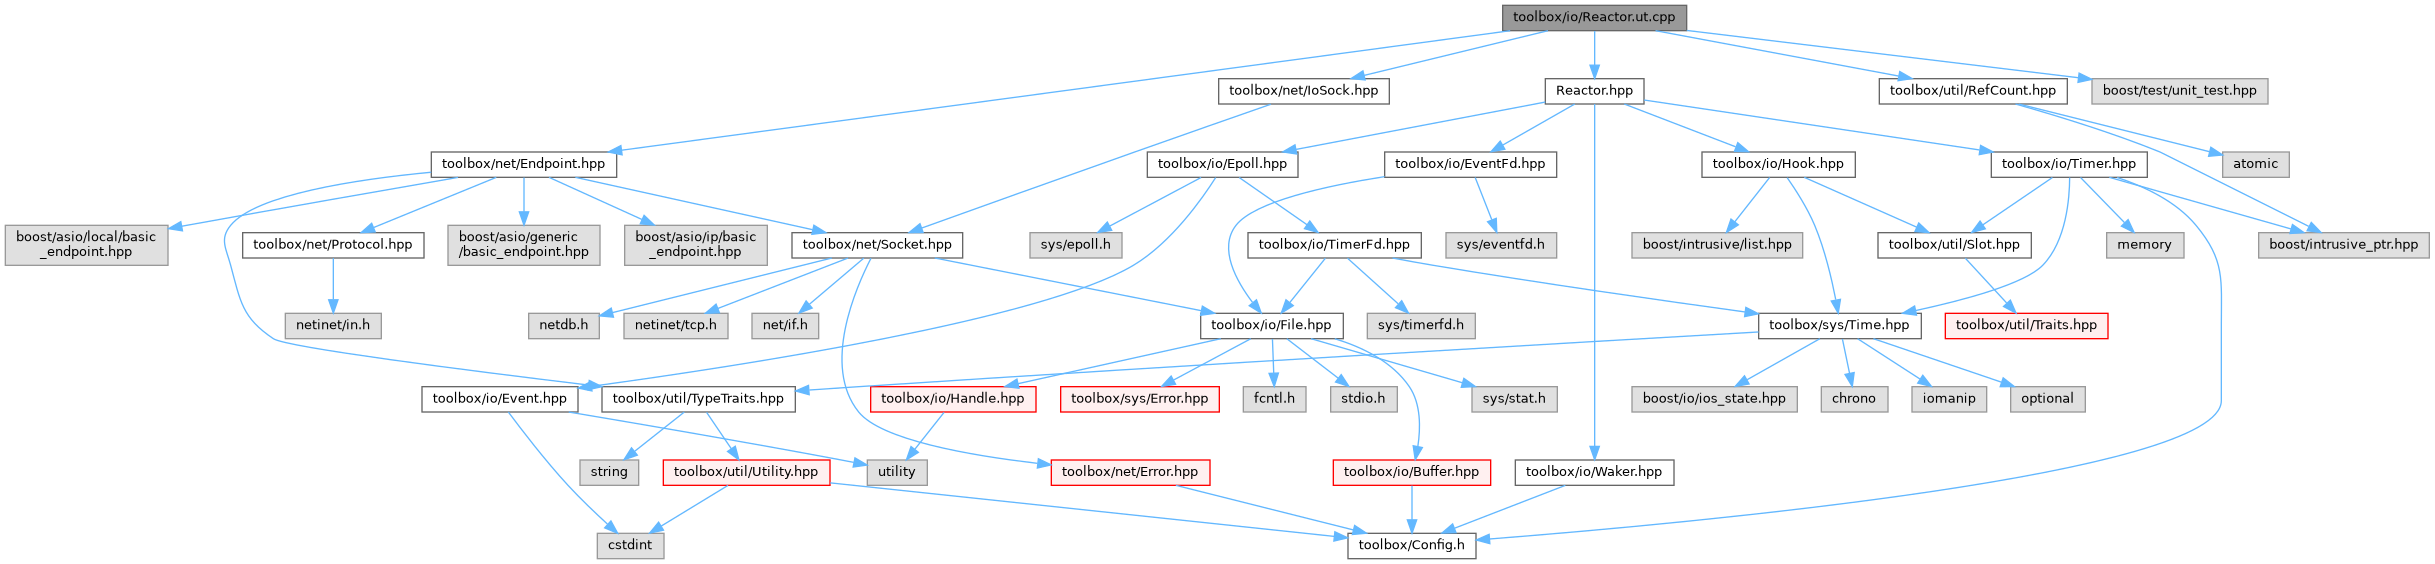 toolbox/io/Reactor.ut.cpp
toolbox/net/IoSock.hpp
Reactor.hpp
toolbox/util/RefCount.hpp
boost/test/unit_test.hpp
toolbox/net/Endpoint.hpp
toolbox/io/Epoll.hpp
toolbox/io/EventFd.hpp
toolbox/io/Hook.hpp
toolbox/io/Timer.hpp
atomic
boost/asio/local/basic
_endpoint.hpp
toolbox/net/Protocol.hpp
boost/asio/generic
/basic_endpoint.hpp
boost/asio/ip/basic
_endpoint.hpp
toolbox/net/Socket.hpp
sys/epoll.h
toolbox/io/TimerFd.hpp
sys/eventfd.h
boost/intrusive/list.hpp
toolbox/util/Slot.hpp
memory
boost/intrusive_ptr.hpp
netinet/in.h
netdb.h
netinet/tcp.h
net/if.h
toolbox/io/File.hpp
sys/timerfd.h
toolbox/sys/Time.hpp
toolbox/util/Traits.hpp
toolbox/io/Event.hpp
toolbox/util/TypeTraits.hpp
toolbox/io/Handle.hpp
toolbox/sys/Error.hpp
fcntl.h
stdio.h
sys/stat.h
boost/io/ios_state.hpp
chrono
iomanip
optional
string
toolbox/util/Utility.hpp
utility
toolbox/net/Error.hpp
toolbox/io/Buffer.hpp
toolbox/io/Waker.hpp
cstdint
toolbox/Config.h